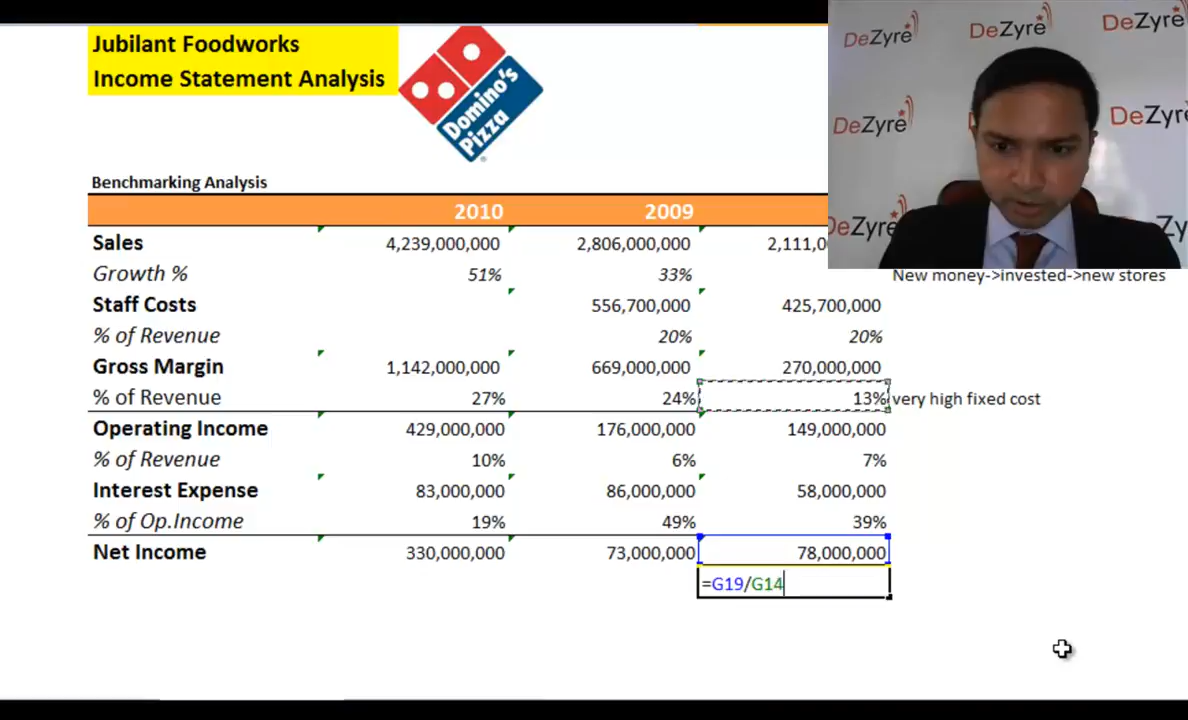 Jubilant Foodworks
Income Statement Analysis
Domino's
Pizza
DeZyre DeZyre DeZyre
DeZyre DeZyre
DeZyre
Benchmarking Analysis
2010 2009
Sales 4,239,000,000 2,806,000,000
Growth % 51% 33% New money->invested->new stores
Staff Costs 556,700,000 425,700,000
% of Revenue 20% 20%
Gross Margin 1,142,000,000 669,000,000 270,000,000
% of Revenue 27% 24% 13% very high fixed cost
Operating Income 429,000,000 176,000,000 149,000,000
% of Revenue 10% 6% 7%
Interest Expense 83,000,000 86,000,000 58,000,000
% of Op.Income 19% 49% 39%
Net Income 330,000,000 73,000,000 78,000,000
=G19/G14